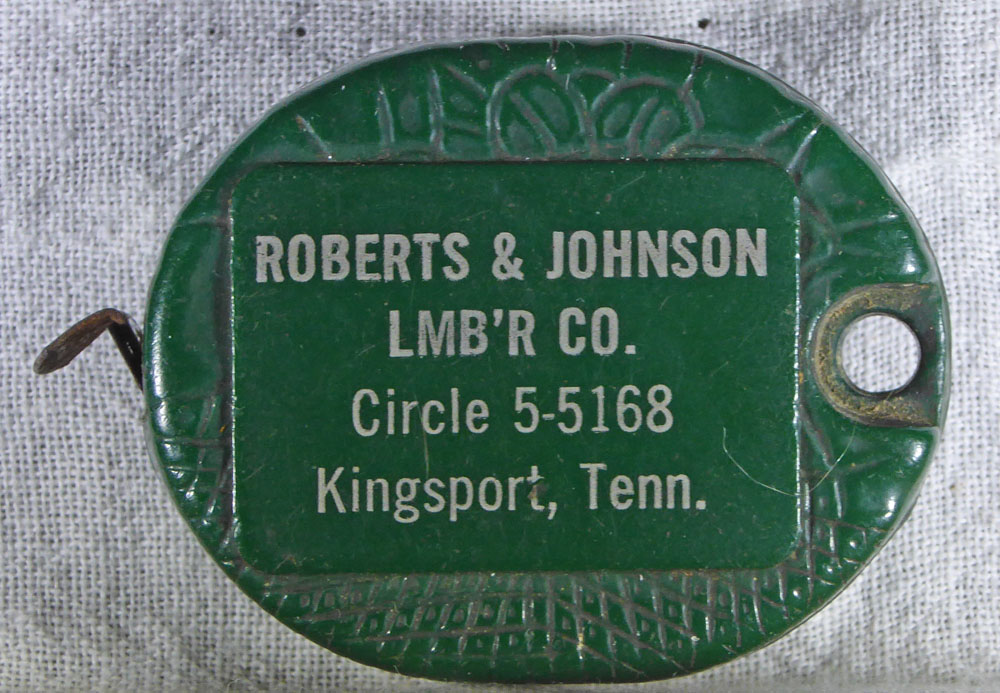 ROBERTS & JOHNSON
LMB'R CO.
Circle 5-5168
Kingsport, Tenn.